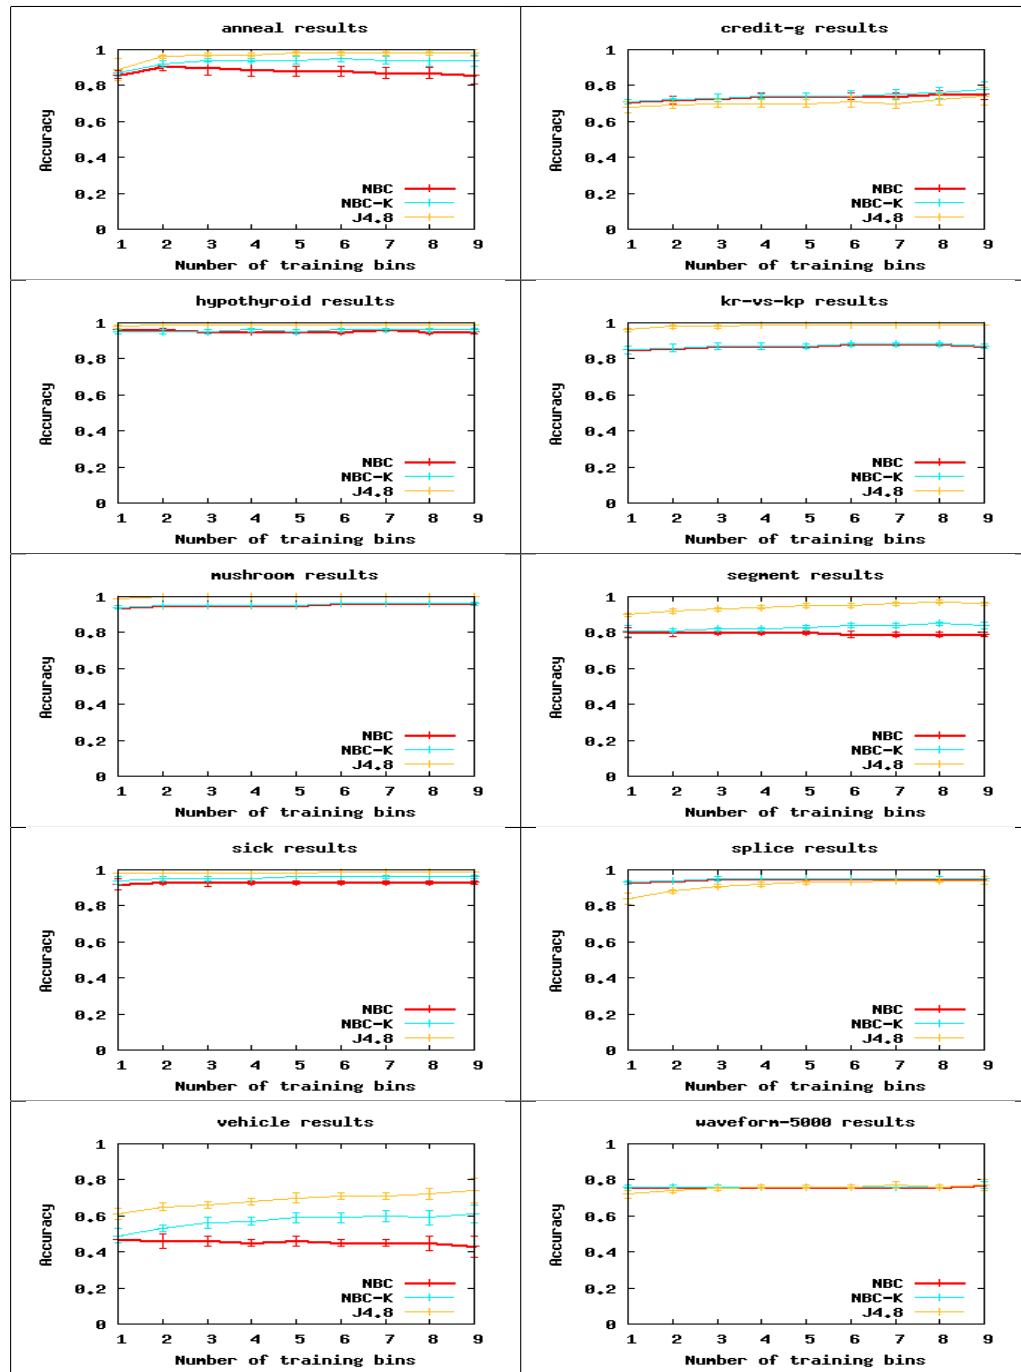 anneal results
1
0.8
0.6
0.4
0.2
0
Accuracy
NBC
NBC-K
J4.8
1 2 3 4 5 6 7 8 9
Number of training bins
credit-g results
1
0.8
0.6
0.4
0.2
0
Accuracy
NBC
NBC-K
J4.8
1 2 3 4 5 6 7 8 9
Number of training bins
hypothyroid results
1
0.8
0.6
0.4
0.2
0
Accuracy
NBC
NBC-K
J4.8
1 2 3 4 5 6 7 8 9
Number of training bins
kr-vs-kp results
1
0.8
0.6
0.4
0.2
0
Accuracy
NBC
NBC-K
J4.8
1 2 3 4 5 6 7 8 9
Number of training bins
mushroom results
1
0.8
0.6
0.4
0.2
0
Accuracy
NBC
NBC-K
J4.8
1 2 3 4 5 6 7 8 9
Number of training bins
segment results
1
0.8
0.6
0.4
0.2
0
Accuracy
NBC
NBC-K
J4.8
1 2 3 4 5 6 7 8 9
Number of training bins
sick results
1
0.8
0.6
0.4
0.2
0
Accuracy
NBC
NBC-K
J4.8
1 2 3 4 5 6 7 8 9
Number of training bins
splice results
1
0.8
0.6
0.4
0.2
0
Accuracy
NBC
NBC-K
J4.8
1 2 3 4 5 6 7 8 9
Number of training bins
vehicle results
1
0.8
0.6
0.4
0.2
0
Accuracy
NBC
NBC-K
J4.8
1 2 3 4 5 6 7 8 9
Number of training bins
waveform-5000 results
1
0.8
0.6
0.4
0.2
0
Accuracy
NBC
NBC-K
J4.8
1 2 3 4 5 6 7 8 9
Number of training bins